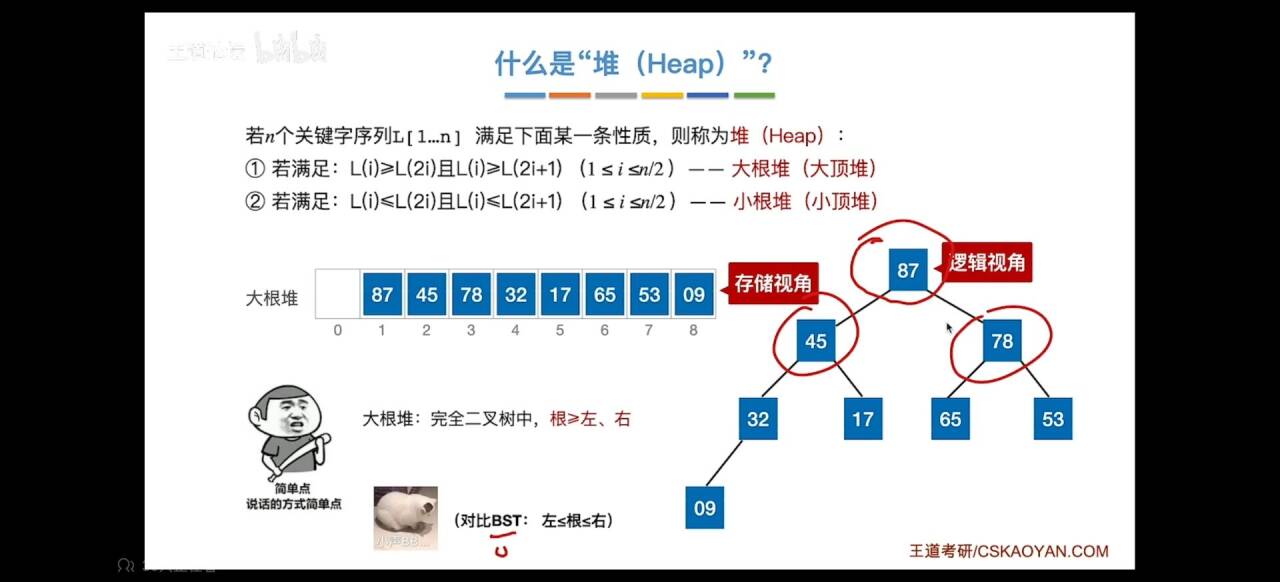 王道考研 bilibili
什么是“堆（Heap）”?
若n个关键字序列L[1…n] 满足下面某一条性质，则称为堆（Heap）：
① 若满足：L(i)≥L(2i)且L(i)≥L(2i+1) （1 ≤ i ≤n/2 ）—— 大根堆（大顶堆）
② 若满足：L(i)≤L(2i)且L(i)≤L(2i+1) （1 ≤ i ≤n/2 ）—— 小根堆（小顶堆）
大根堆
87 45 78 32 17 65 53 09
0 1 2 3 4 5 6 7 8
存储视角
逻辑视角
87
45 78
32 17 65 53
09
大根堆：完全二叉树中，根≥左、右
简单点
说话的方式简单点
小声BB...
（对比BST： 左≤根≤右）
王道考研/CSKAOYAN.COM